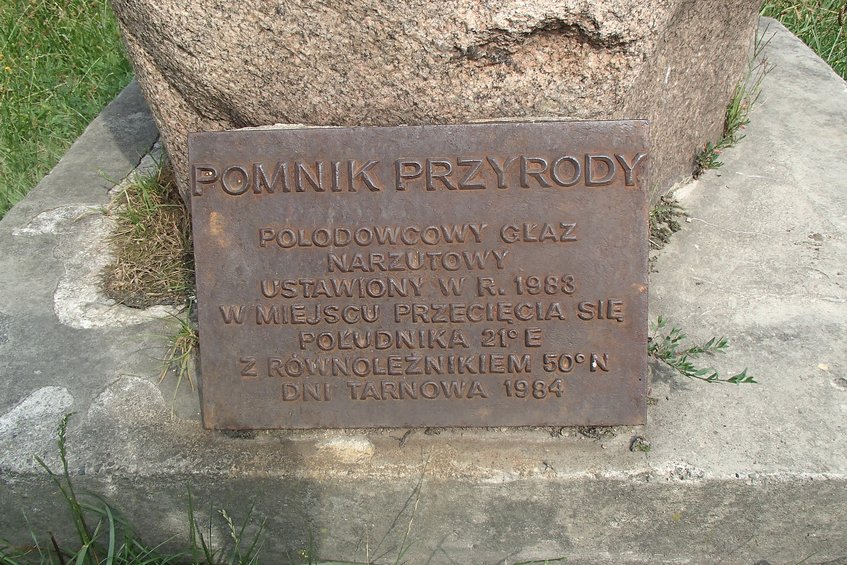 POMNIK PRZYRODY
POLODOWCOWY GŁAZ
NARZUTOWY
USTAWIONY W R. 1983
W MIEJSCU PRZECIĘCIA SIĘ
POŁUDNIKA 21° E
Z RÓWNOLEŻNIKIEM 50° N
DNI TARNOWA 1984